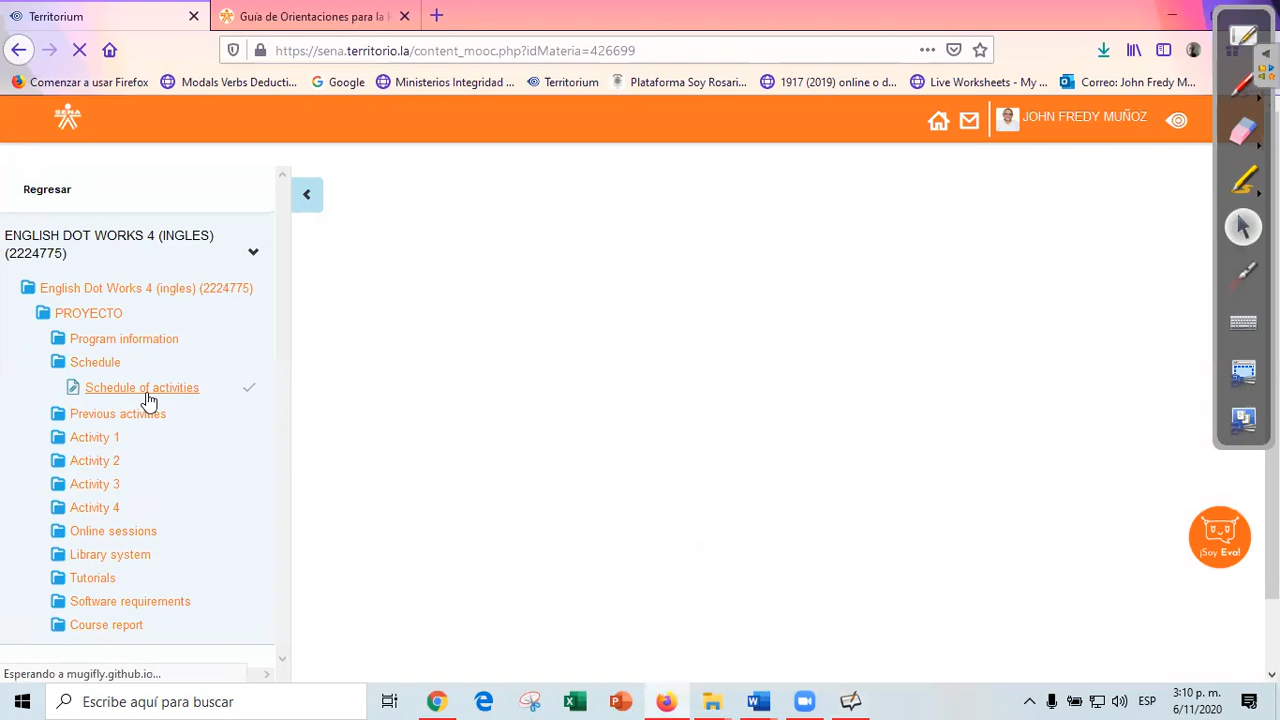 Territorium
Guía de Orientaciones para la
https://sena.territorio.la/content_mooc.php?idMateria=426699
Comenzar a usar Firefox
Modals Verbs Deducti...
Google
Ministerios Integridad ...
Territorium
Plataforma Soy Rosari...
1917 (2019) online o d...
Live Worksheets - My ...
Correo: John Fredy M...
SENA
JOHN FREDY MUÑOZ
Regresar
ENGLISH DOT WORKS 4 (INGLES)
(2224775)
English Dot Works 4 (ingles) (2224775)
PROYECTO
Program information
Schedule
Schedule of activities
Previous activities
Activity 1
Activity 2
Activity 3
Activity 4
Online sessions
Library system
Tutorials
Software requirements
Course report
¡Soy Eva!
Esperando a mugifly.github.io...
Escribe aquí para buscar
ESP
3:10 p. m.
6/11/2020